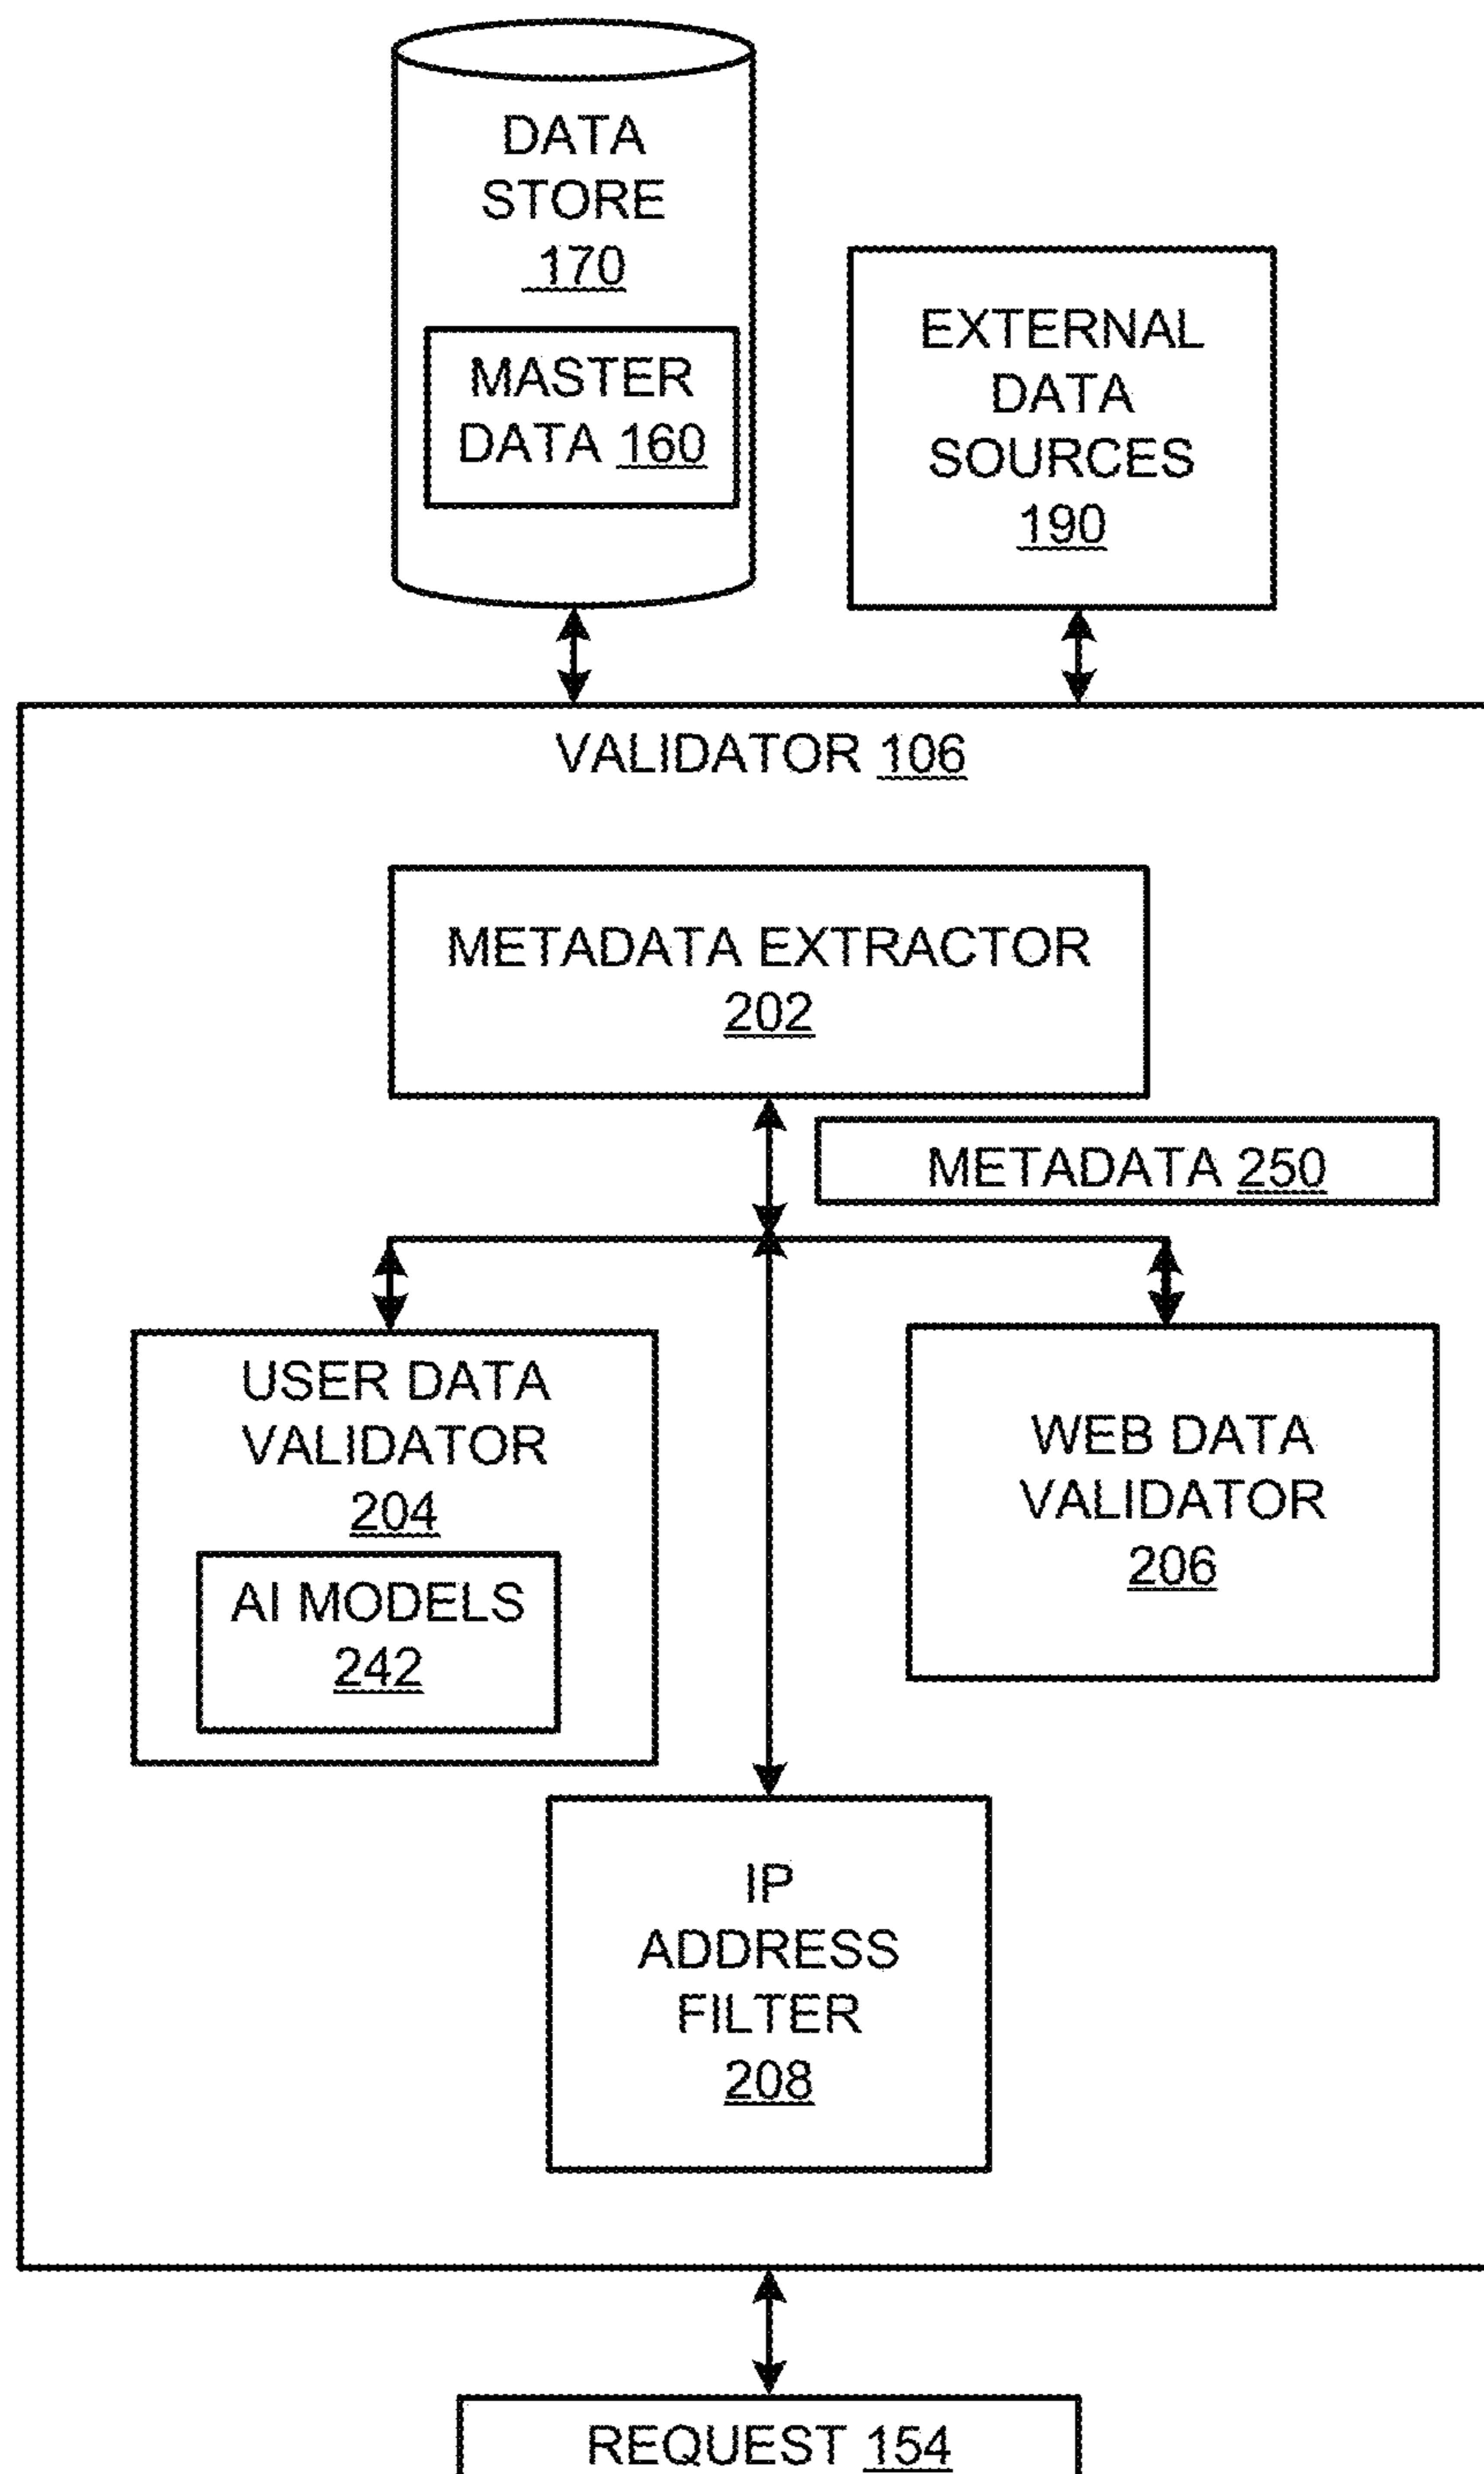 DATA
STORE
170
MASTER
DATA 160
EXTERNAL
DATA
SOURCES
190
VALIDATOR 106
METADATA EXTRACTOR
202
METADATA 250
USER DATA
VALIDATOR
204
AI MODELS
242
WEB DATA
VALIDATOR
206
IP
ADDRESS
FILTER
208
REQUEST 154